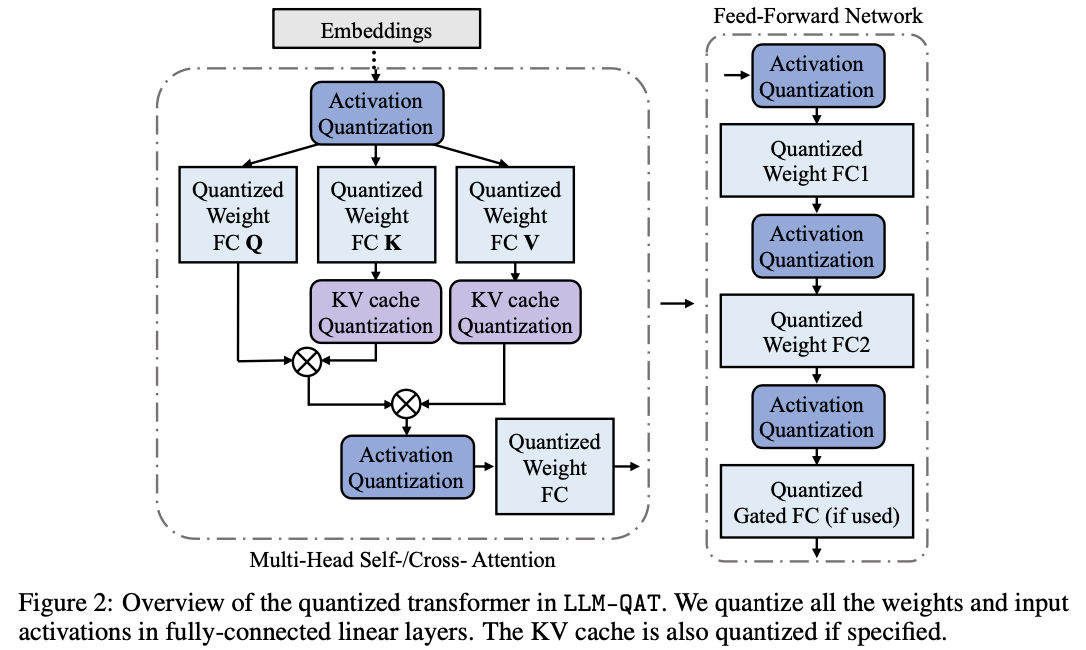 Embeddings
Activation
Quantization
Quantized
Weight
FC Q
Quantized
Weight
FC K
Quantized
Weight
FC V
KV cache
Quantization
KV cache
Quantization
Activation
Quantization
Quantized
Weight
FC
Multi-Head Self-/Cross- Attention
Feed-Forward Network
Activation
Quantization
Quantized
Weight FC1
Activation
Quantization
Quantized
Weight FC2
Activation
Quantization
Quantized
Gated FC (if used)
Figure 2: Overview of the quantized transformer in LLM-QAT. We quantize all the weights and input
activations in fully-connected linear layers. The KV cache is also quantized if specified.